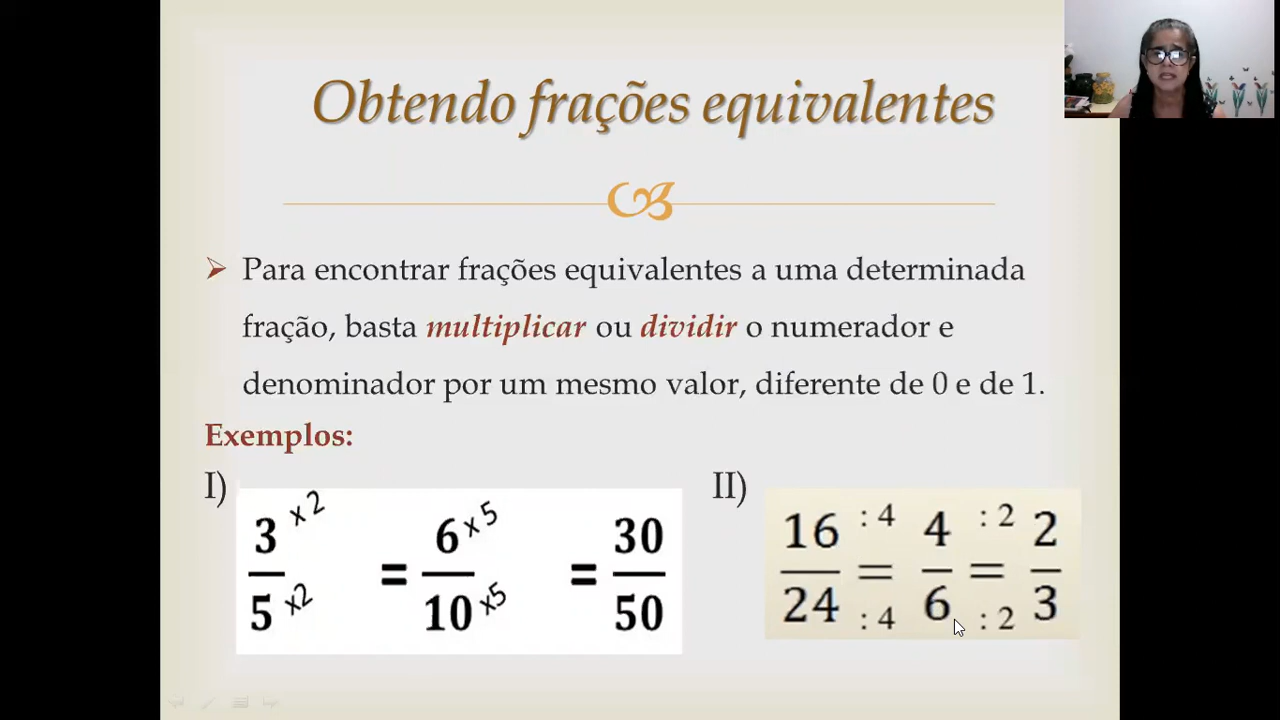 Obtendo frações equivalentes
➢ Para encontrar frações equivalentes a uma determinada
fração, basta multiplicar ou dividir o numerador e
denominador por um mesmo valor, diferente de 0 e de 1.
Exemplos:
I)
3 x 2 / 5 x2 = 6 x 5 / 10 x5 = 30 / 50
II)
16 : 4 / 24 : 4 = 4 : 2 / 6 : 2 = 2 / 3